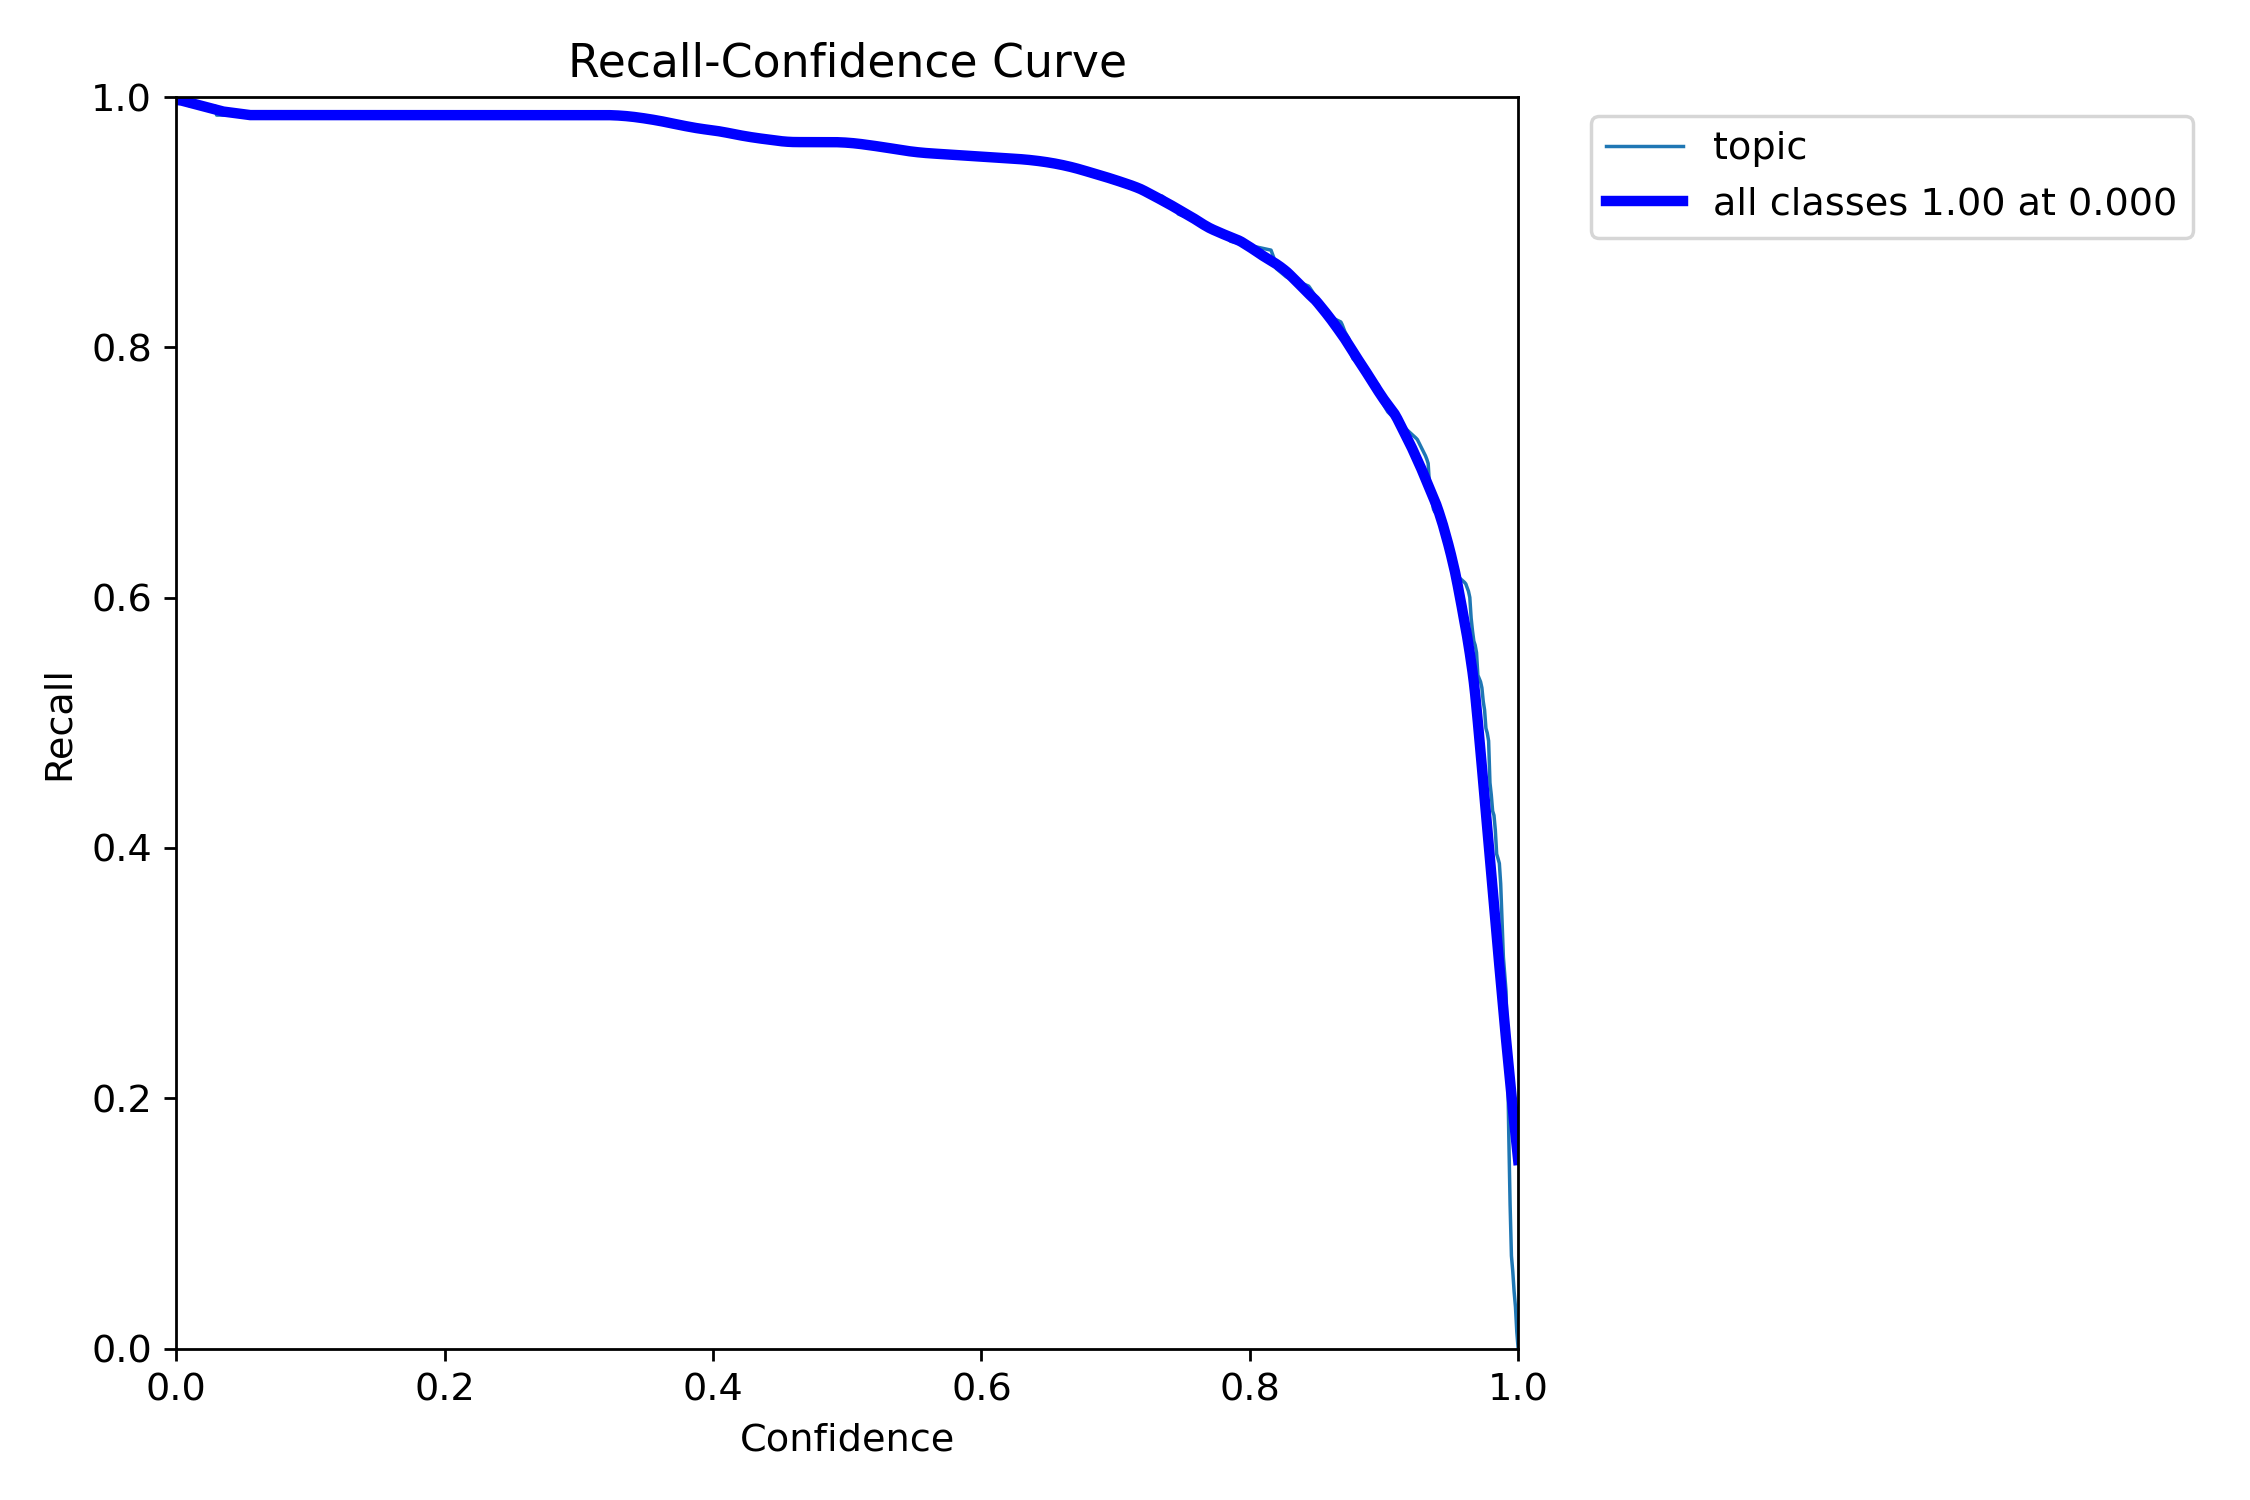 Recall-Confidence Curve
topic
all classes 1.00 at 0.000
1.0
0.8
0.6
0.4
0.2
0.0
Recall
0.0 0.2 0.4 0.6 0.8 1.0
Confidence